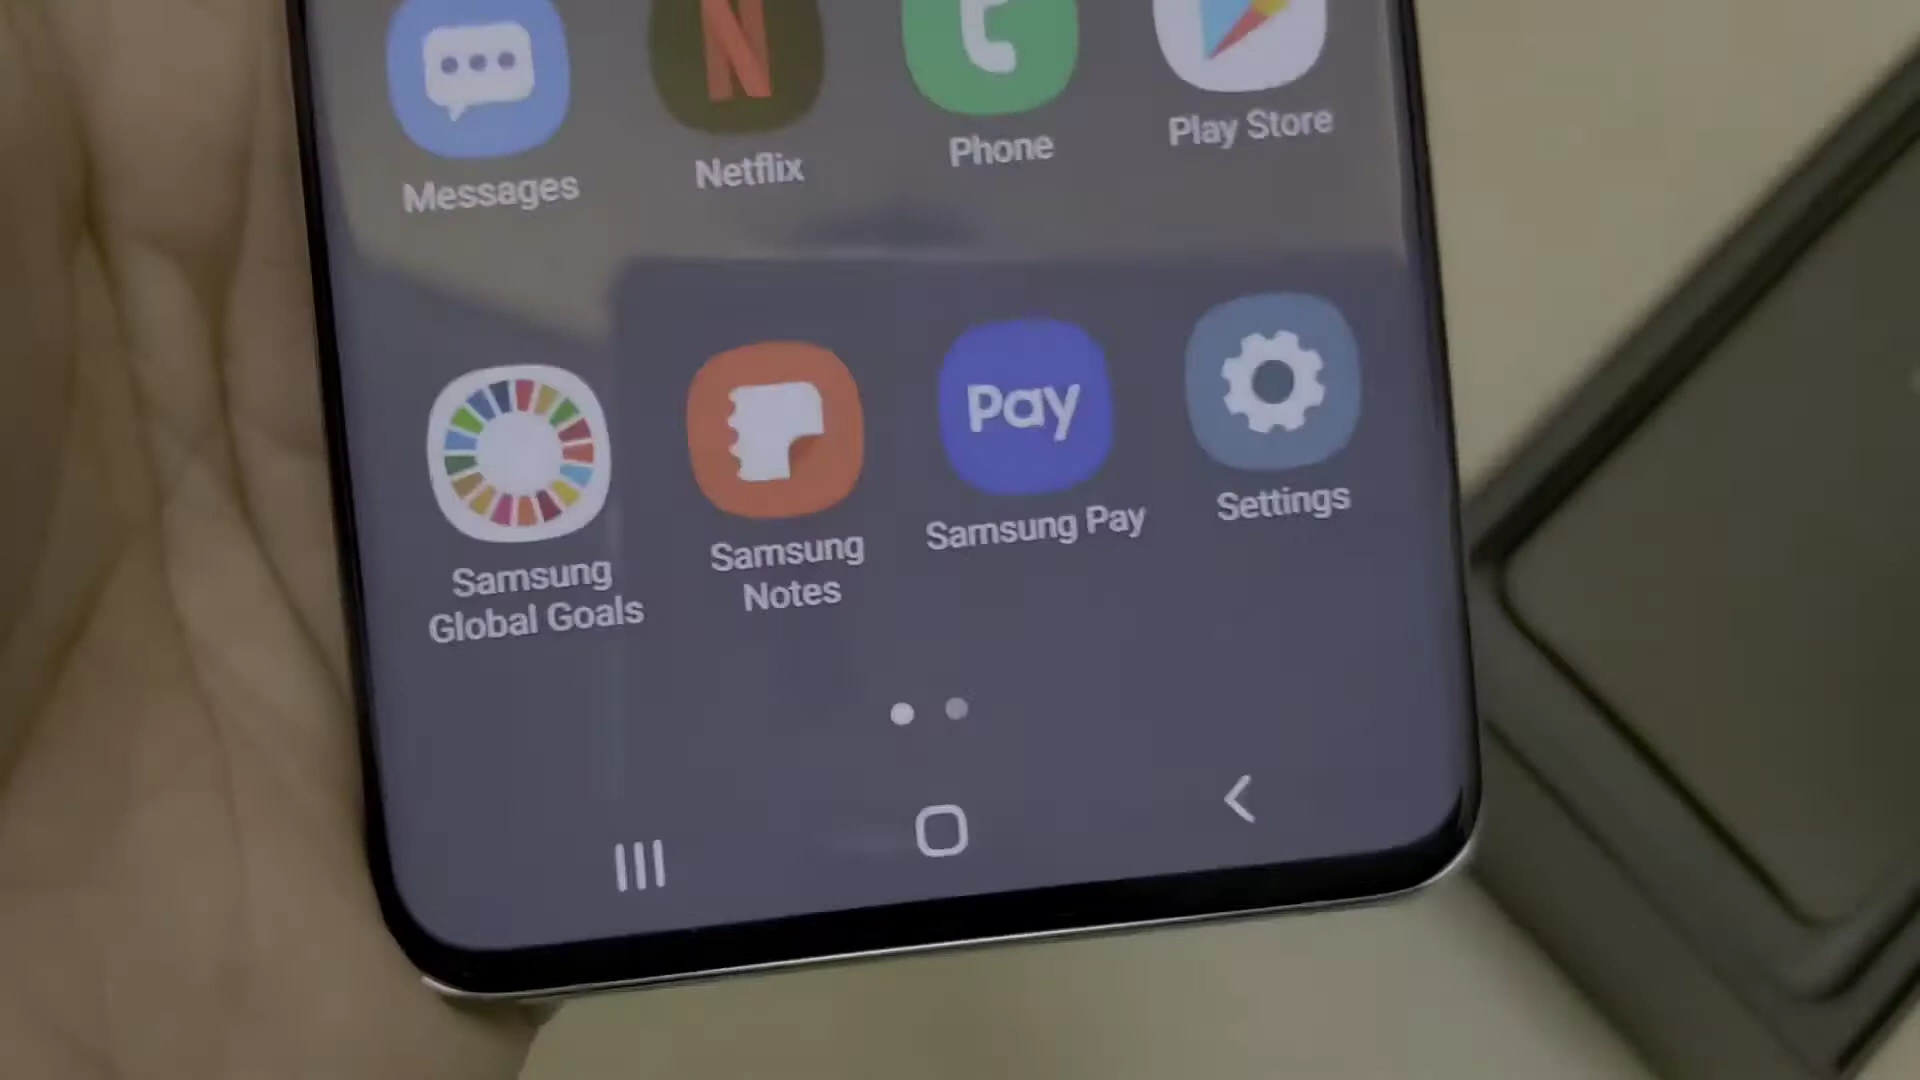 Messages
Netflix
Phone
Play Store
Pay
Samsung
Global Goals
Samsung
Notes
Samsung Pay
Settings